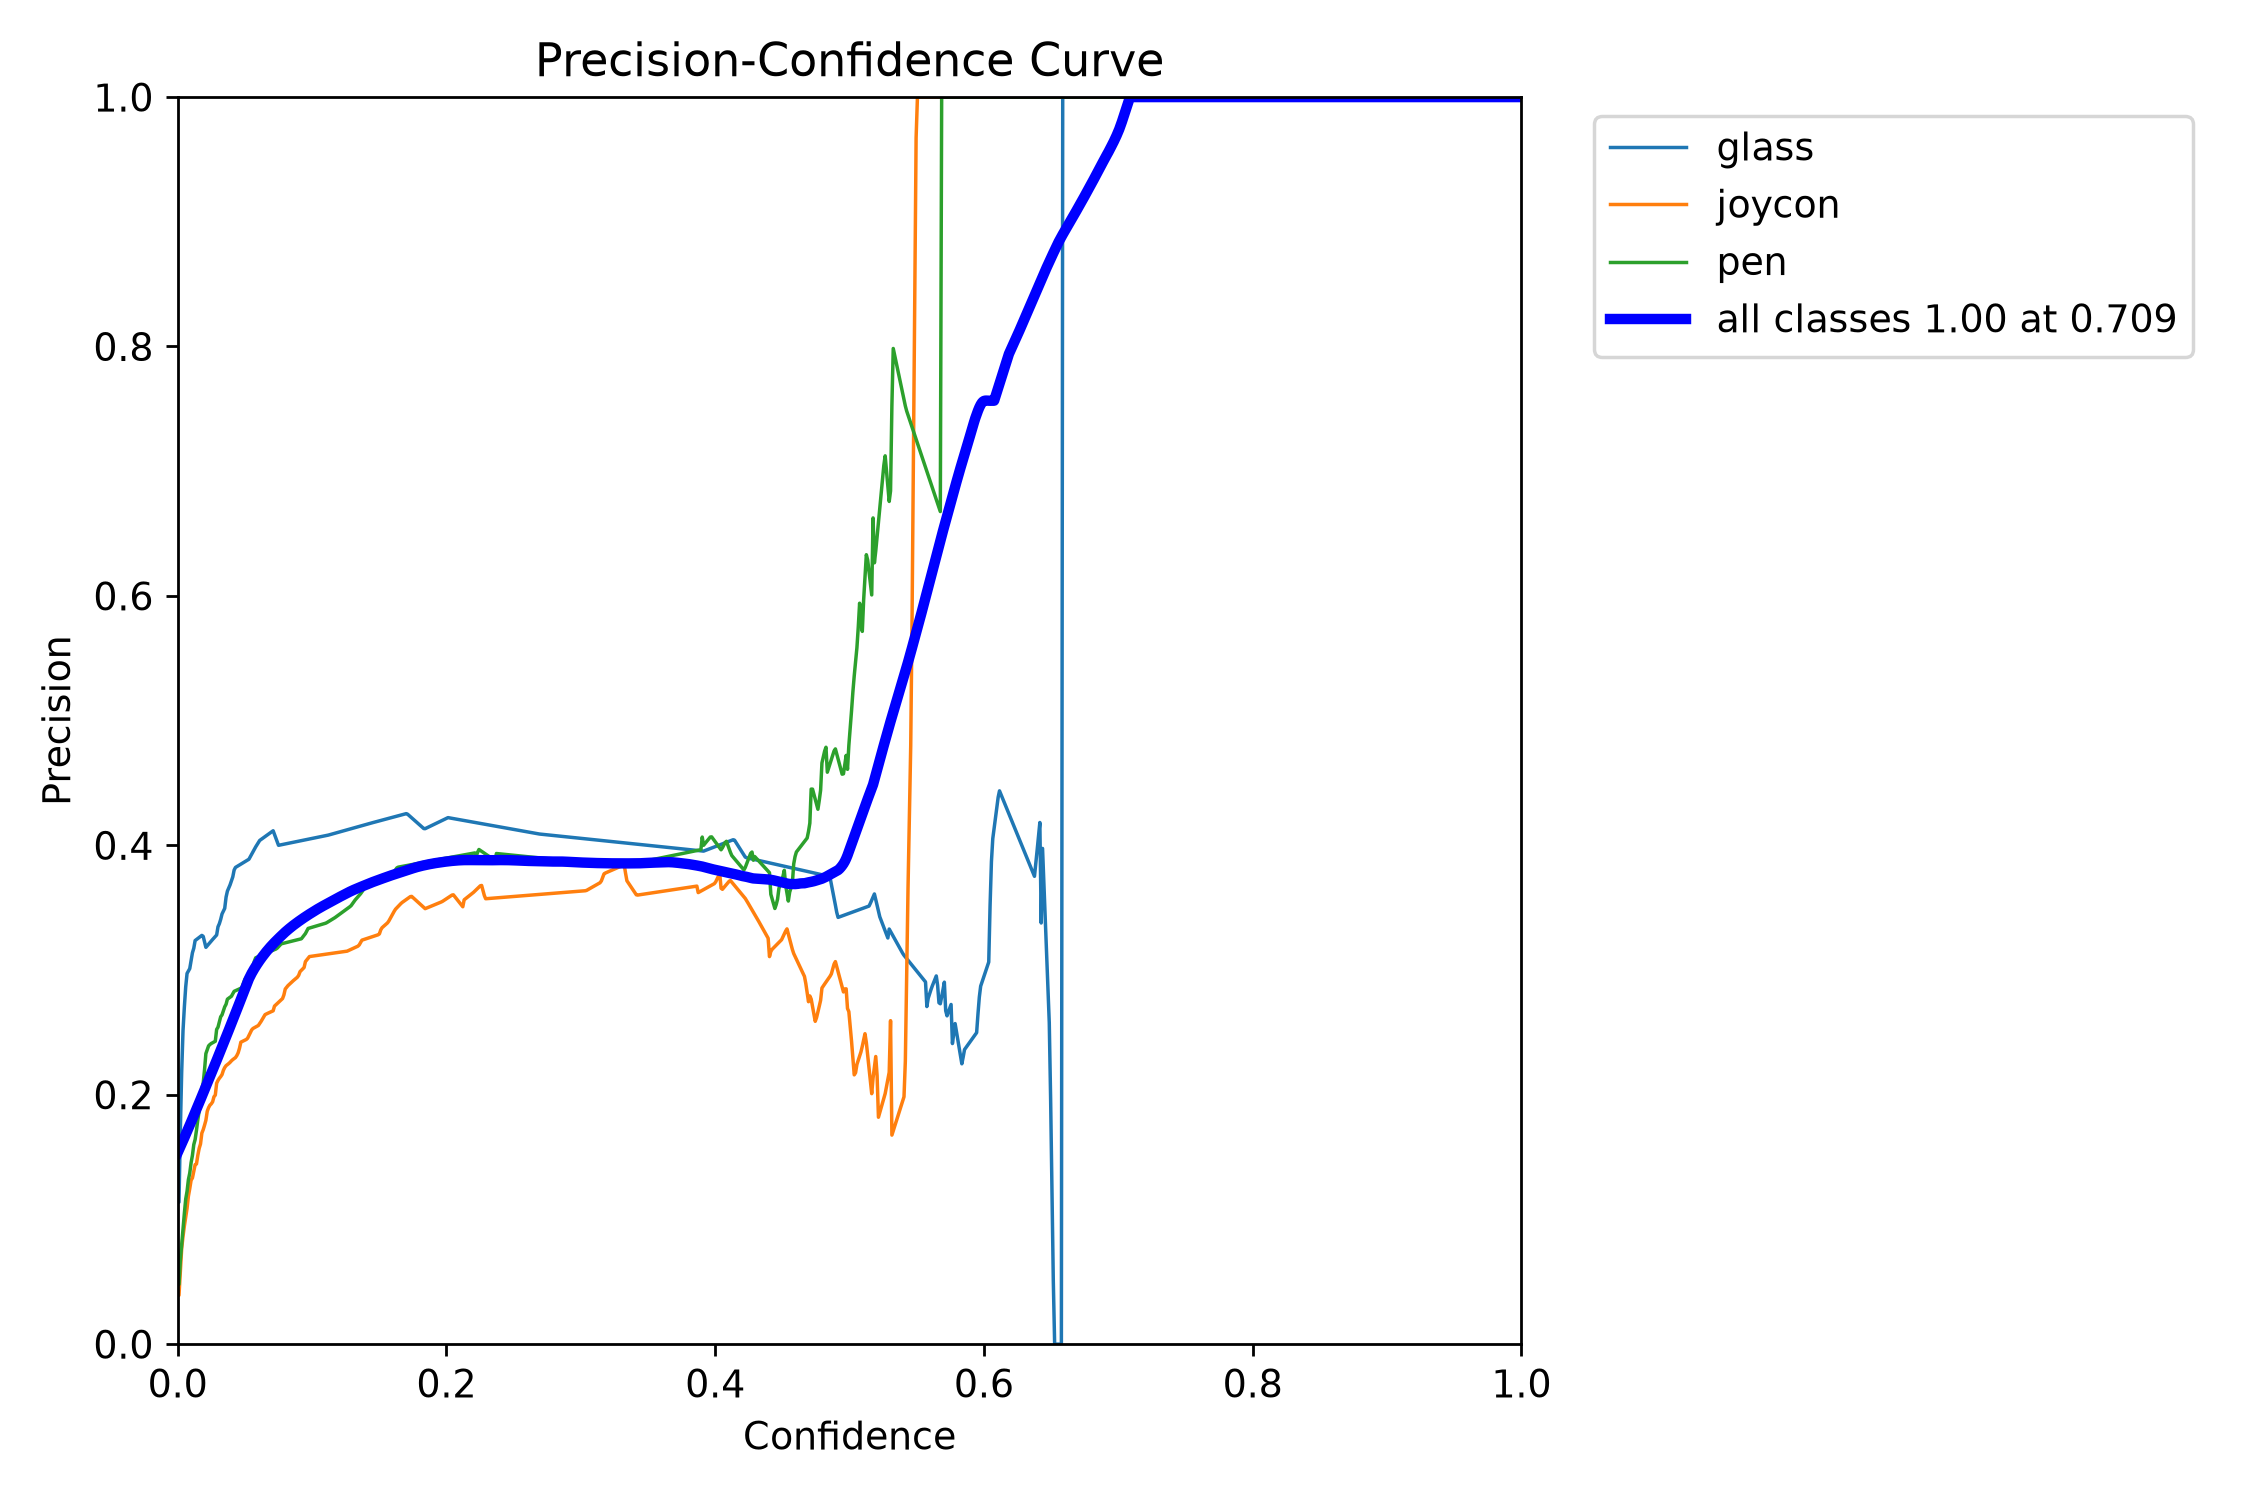 Precision-Confidence Curve
1.0
0.8
0.6
0.4
0.2
0.0
Precision
0.0 0.2 0.4 0.6 0.8 1.0
Confidence
glass
joycon
pen
all classes 1.00 at 0.709